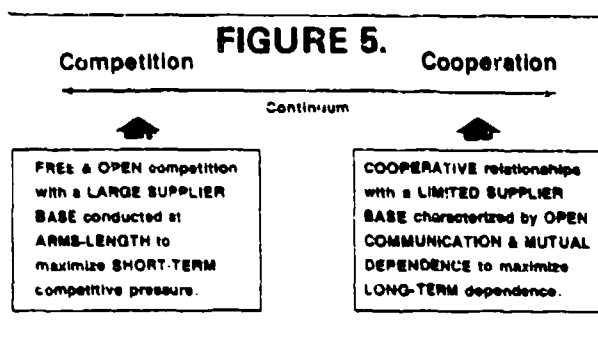 FIGURE 5.
Competition Cooperation
Continuum
FREE & OPEN competition
with a LARGE SUPPLIER
BASE conducted at
ARMS-LENGTH to
maximize SHORT-TERM
competitive pressure.
COOPERATIVE relationships
with a LIMITED SUPPLIER
BASE characterized by OPEN
COMMUNICATION & MUTUAL
DEPENDENCE to maximize
LONG-TERM dependence.